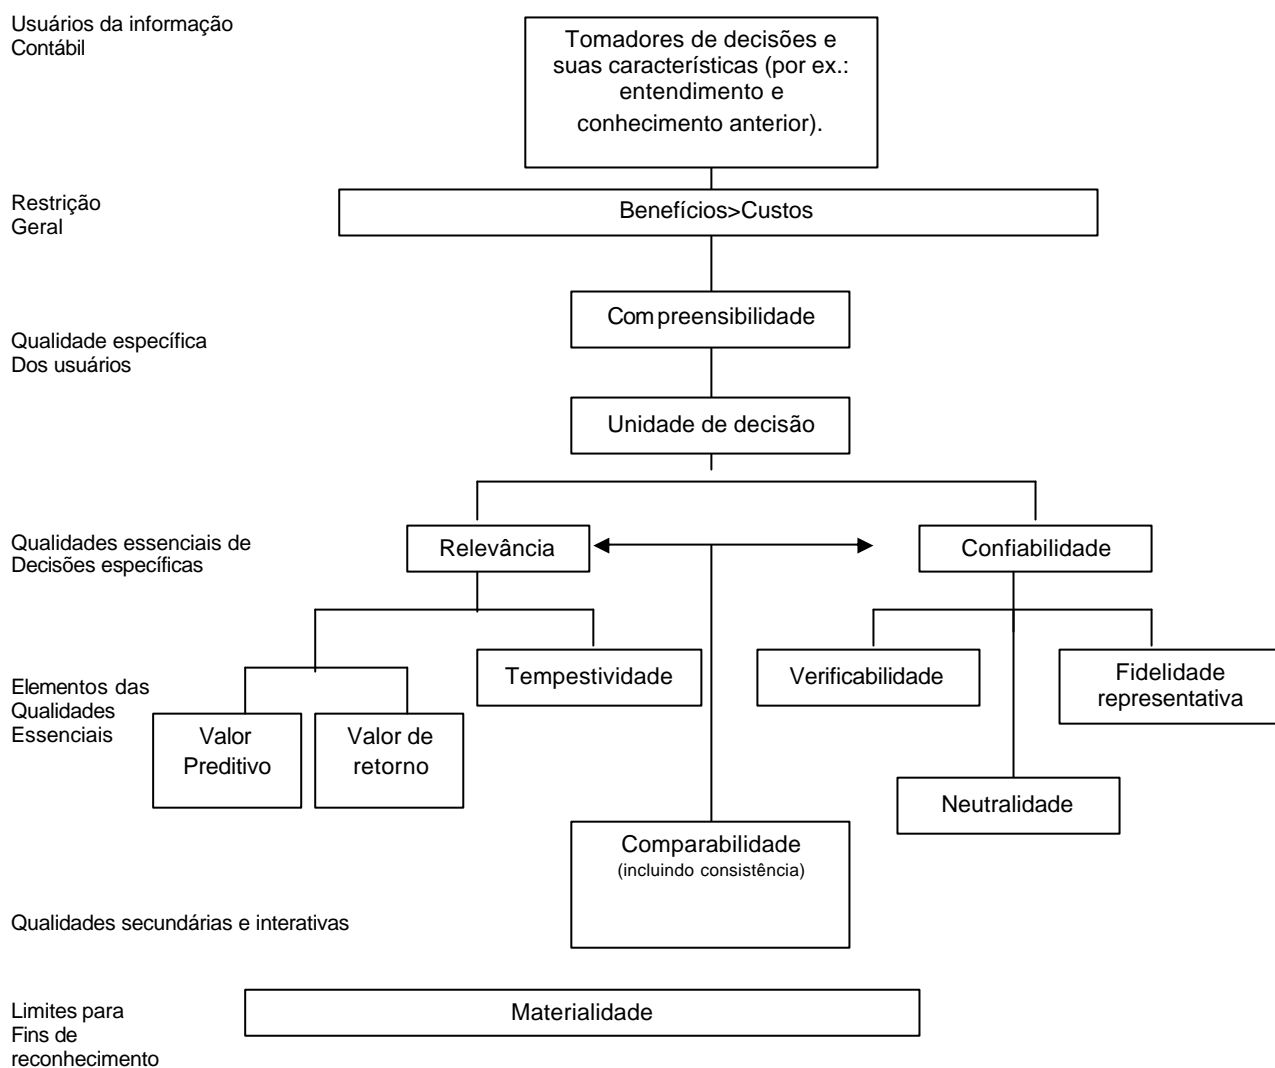 Usuários da informação
Contábil
Tomadores de decisões e
suas características (por ex.:
entendimento e
conhecimento anterior).
Restrição
Geral
Benefícios>Custos
Compreensibilidade
Qualidade específica
Dos usuários
Unidade de decisão
Qualidades essenciais de
Decisões específicas
Relevância
Confiabilidade
Elementos das
Qualidades
Essenciais
Tempestividade
Verificabilidade
Fidelidade
representativa
Valor
Preditivo
Valor de
retorno
Neutralidade
Comparabilidade
(incluindo consistência)
Qualidades secundárias e interativas
Limites para
Fins de
reconhecimento
Materialidade